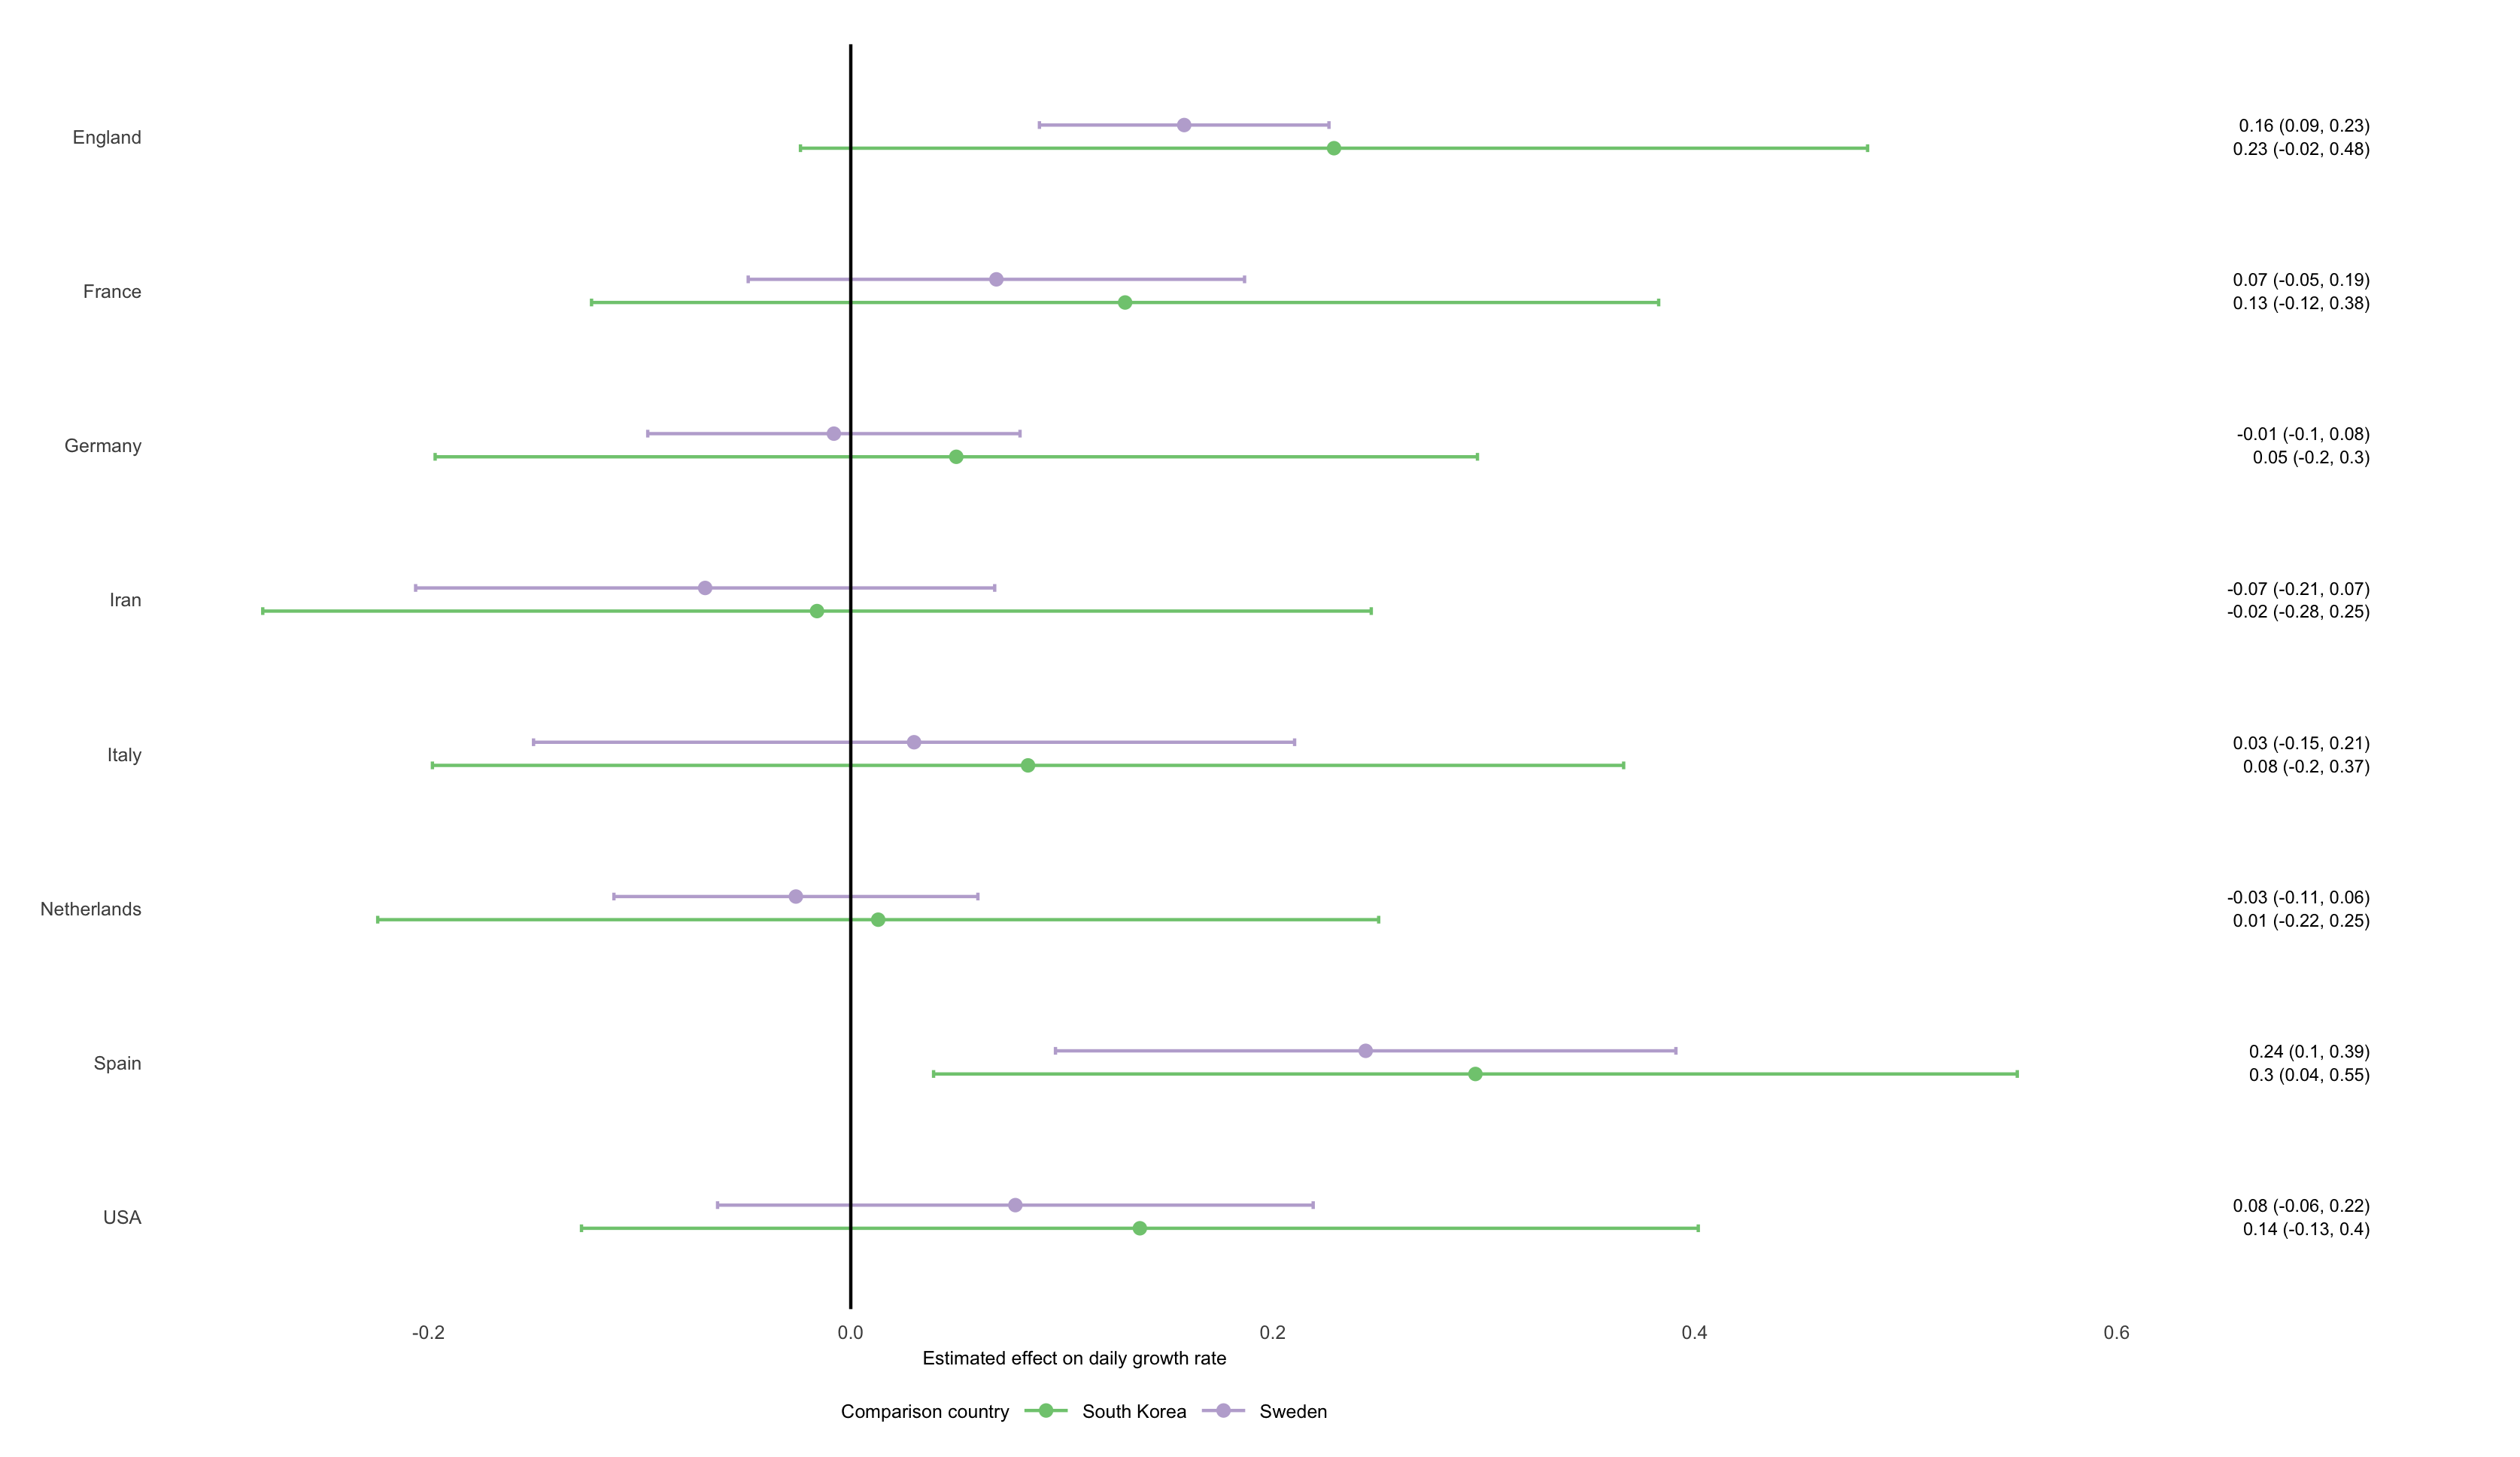 England
0.16 (0.09, 0.23)
0.23 (-0.02, 0.48)
France
0.07 (-0.05, 0.19)
0.13 (-0.12, 0.38)
Germany
-0.01 (-0.1, 0.08)
0.05 (-0.2, 0.3)
Iran
-0.07 (-0.21, 0.07)
-0.02 (-0.28, 0.25)
Italy
0.03 (-0.15, 0.21)
0.08 (-0.2, 0.37)
Netherlands
-0.03 (-0.11, 0.06)
0.01 (-0.22, 0.25)
Spain
0.24 (0.1, 0.39)
0.3 (0.04, 0.55)
USA
0.08 (-0.06, 0.22)
0.14 (-0.13, 0.4)
-0.2 0.0 0.2 0.4 0.6
Estimated effect on daily growth rate
Comparison country South Korea Sweden